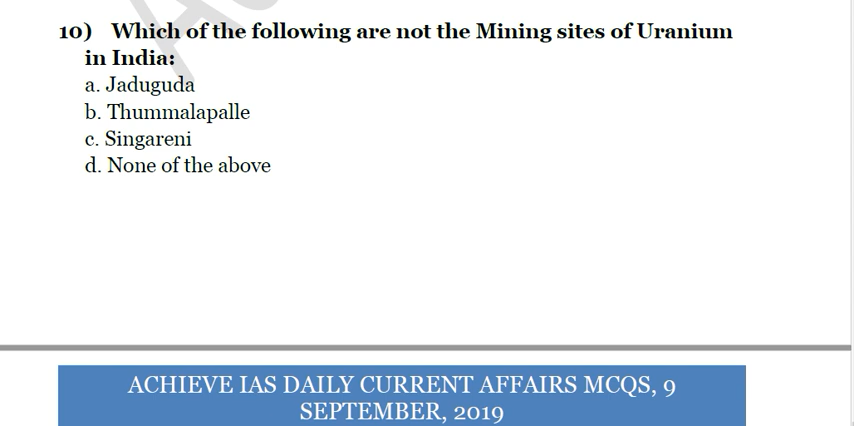 10) Which of the following are not the Mining sites of Uranium
in India:
a. Jaduguda
b. Thummalapalle
c. Singareni
d. None of the above
ACHIEVE IAS DAILY CURRENT AFFAIRS MCQS, 9
SEPTEMBER, 2019